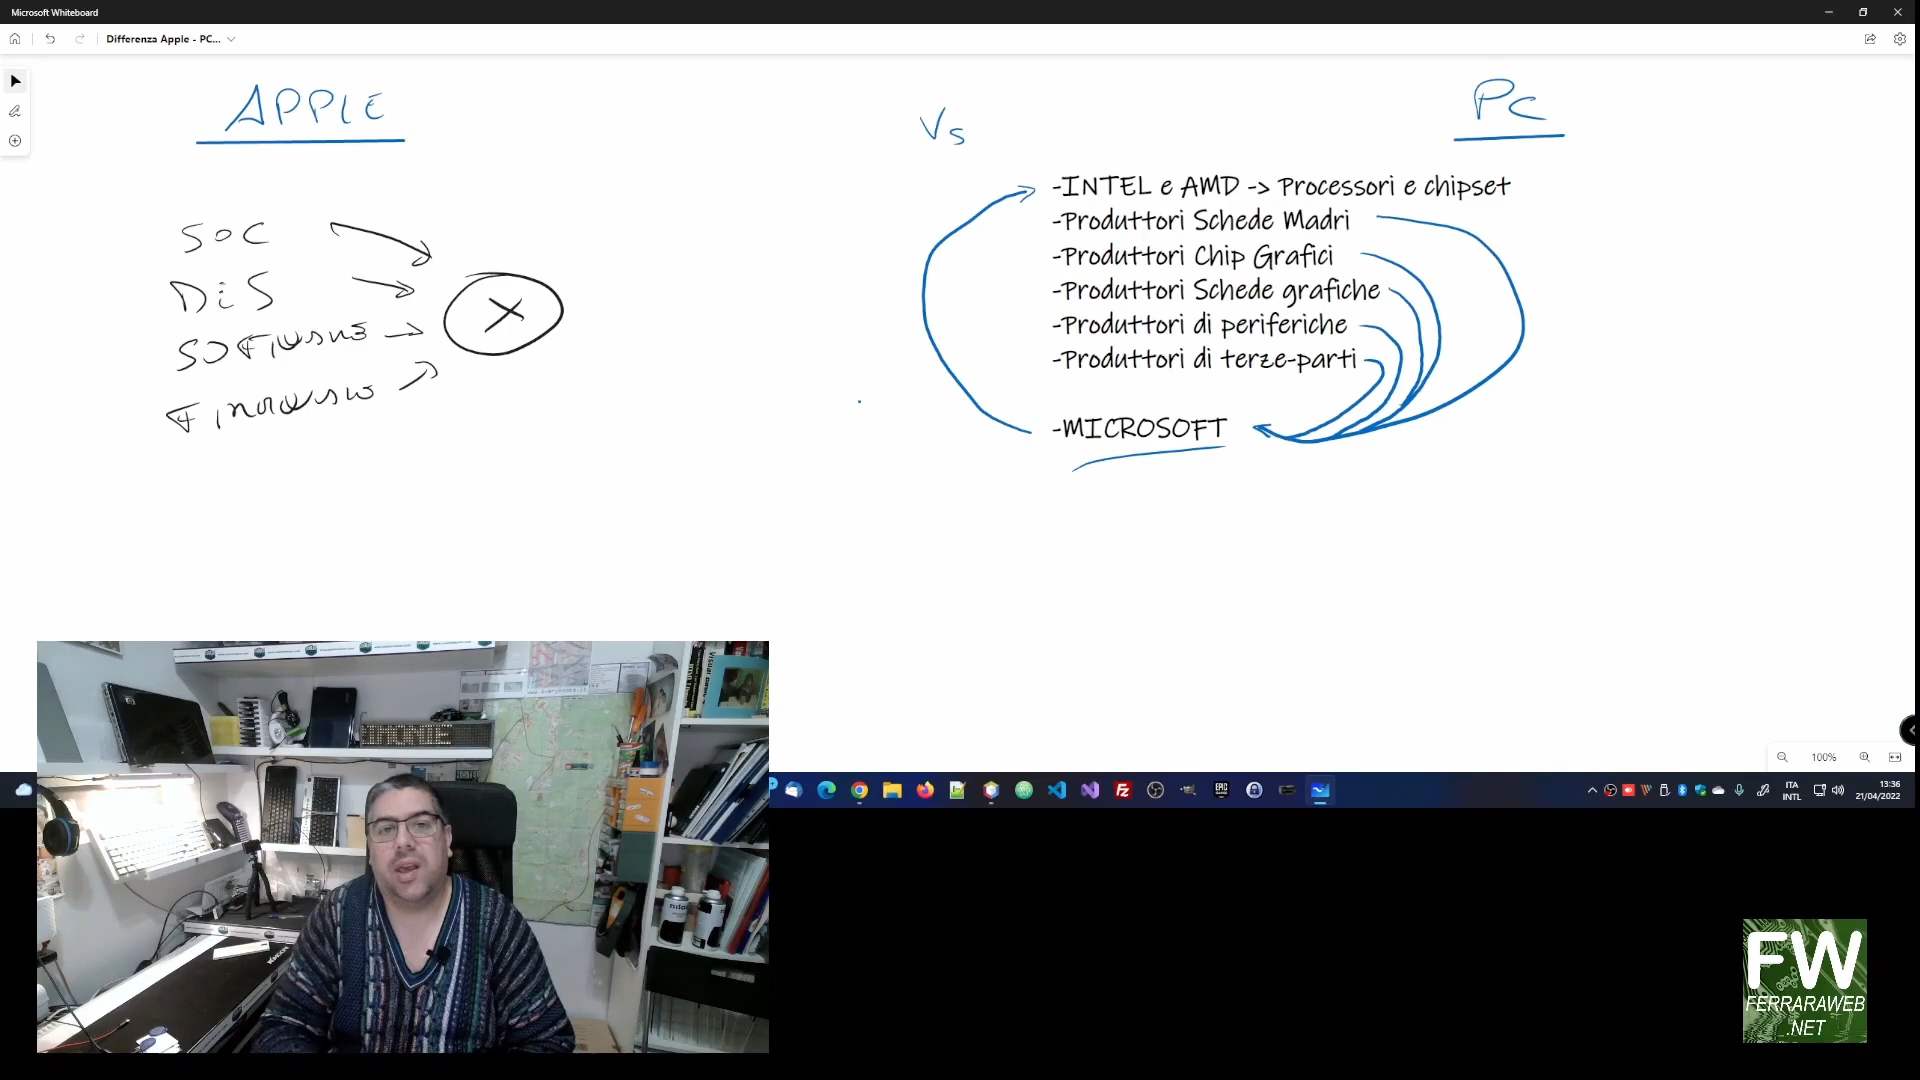 Microsoft Whiteboard
Differenza Apple - PC...
APPLE
Vs
PC
SOC
DiS
SOFTWARE
FIRMWARE
X
-INTEL e AMD -> Processori e chipset
-Produttori Schede Madri
-Produttori Chip Grafici
-Produttori Schede grafiche
-Produttori di periferiche
-Produttori di terze-parti
-MICROSOFT
100%
ITA
INTL
13:36
21/04/2022
FW
FERRARAWEB
.NET